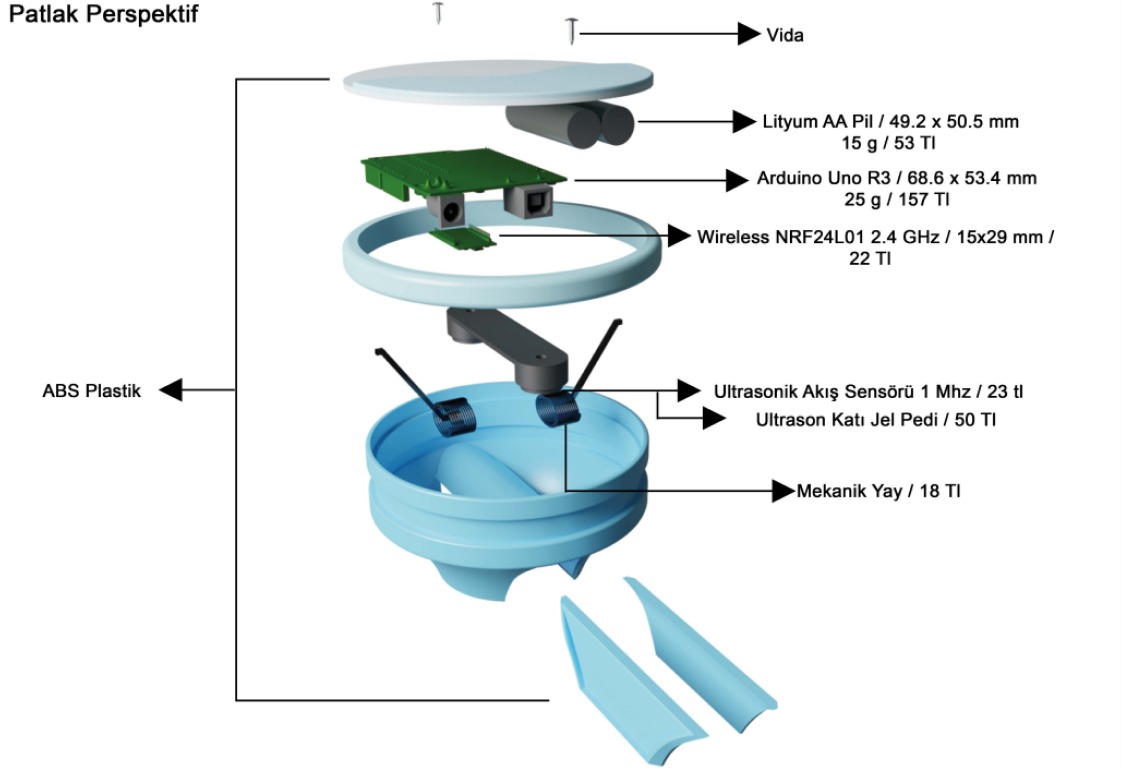 Patlak Perspektif
Vida
Lityum AA Pil / 49.2 x 50.5 mm
15 g / 53 Tl
Arduino Uno R3 / 68.6 x 53.4 mm
25 g / 157 Tl
Wireless NRF24L01 2.4 GHz / 15x29 mm /
22 Tl
ABS Plastik
Ultrasonik Akış Sensörü 1 Mhz / 23 tl
Ultrason Katı Jel Pedi / 50 Tl
Mekanik Yay / 18 Tl